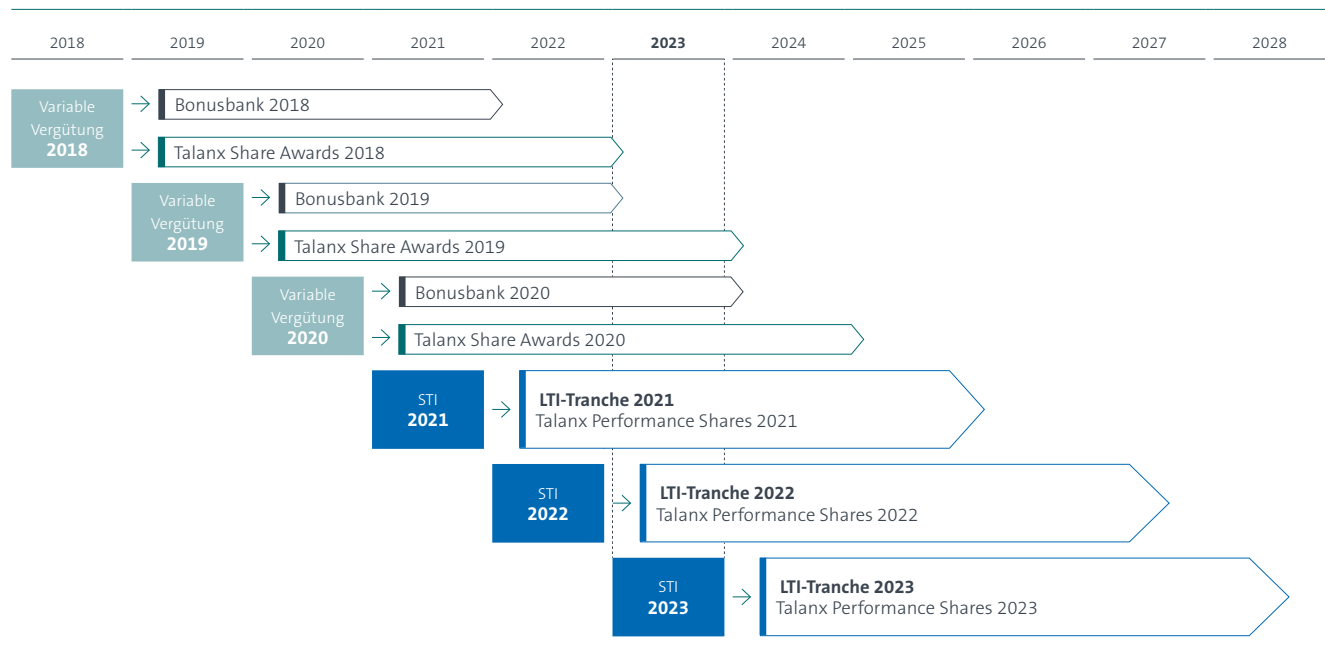 2018 2019 2020 2021 2022 2023 2024 2025 2026 2027 2028
Variable
Vergütung
2018
Bonusbank 2018
Talanx Share Awards 2018
Variable
Vergütung
2019
Bonusbank 2019
Talanx Share Awards 2019
Variable
Vergütung
2020
Bonusbank 2020
Talanx Share Awards 2020
STI
2021
LTI-Tranche 2021
Talanx Performance Shares 2021
STI
2022
LTI-Tranche 2022
Talanx Performance Shares 2022
STI
2023
LTI-Tranche 2023
Talanx Performance Shares 2023